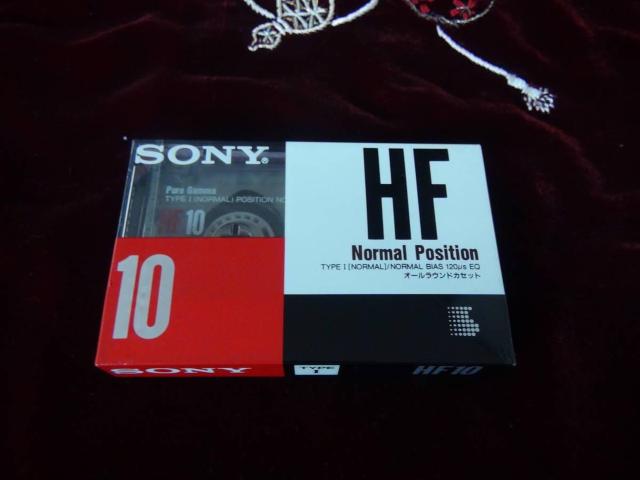 SONY®
Pure Gamma
TYPE I (NORMAL) POSITION
HF10
10
HF
Normal Position
TYPE I [NORMAL]/NORMAL BIAS 120μs EQ
オールラウンドカセット
SONY
TYPE I
HF10